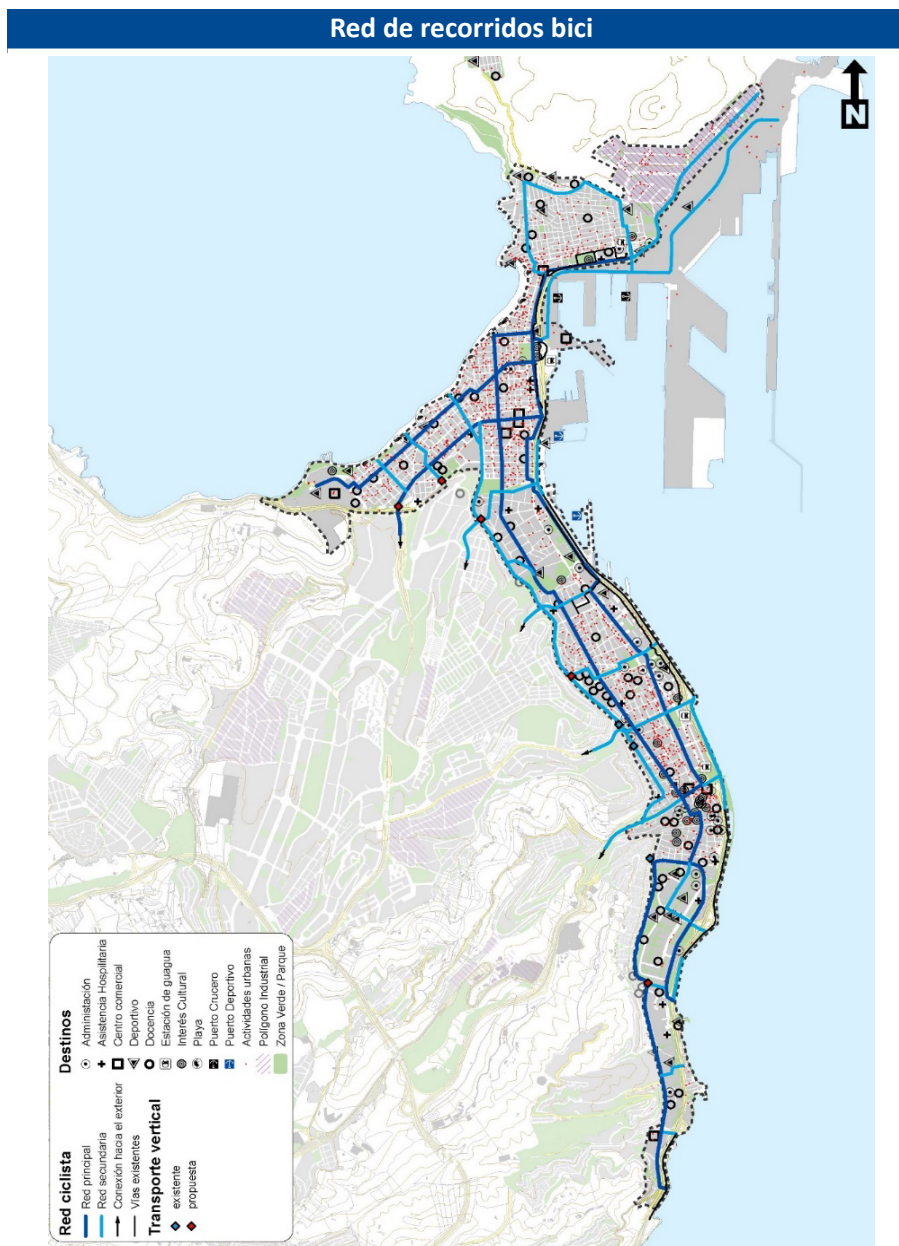 Red de recorridos bici
N
Red ciclista
Red principal
Red secundaria
Conexión hacia el exterior
Vías existentes
Transporte vertical
existente
propuesta
Destinos
Administación
Asistencia Hosplitaria
Centro comercial
Deportivo
Docencia
Estación de guagua
Interés Cultural
Playa
Puerto Crucero
Puerto Deportivo
Actividades urbanas
Polígono Industrial
Zona Verde / Parque